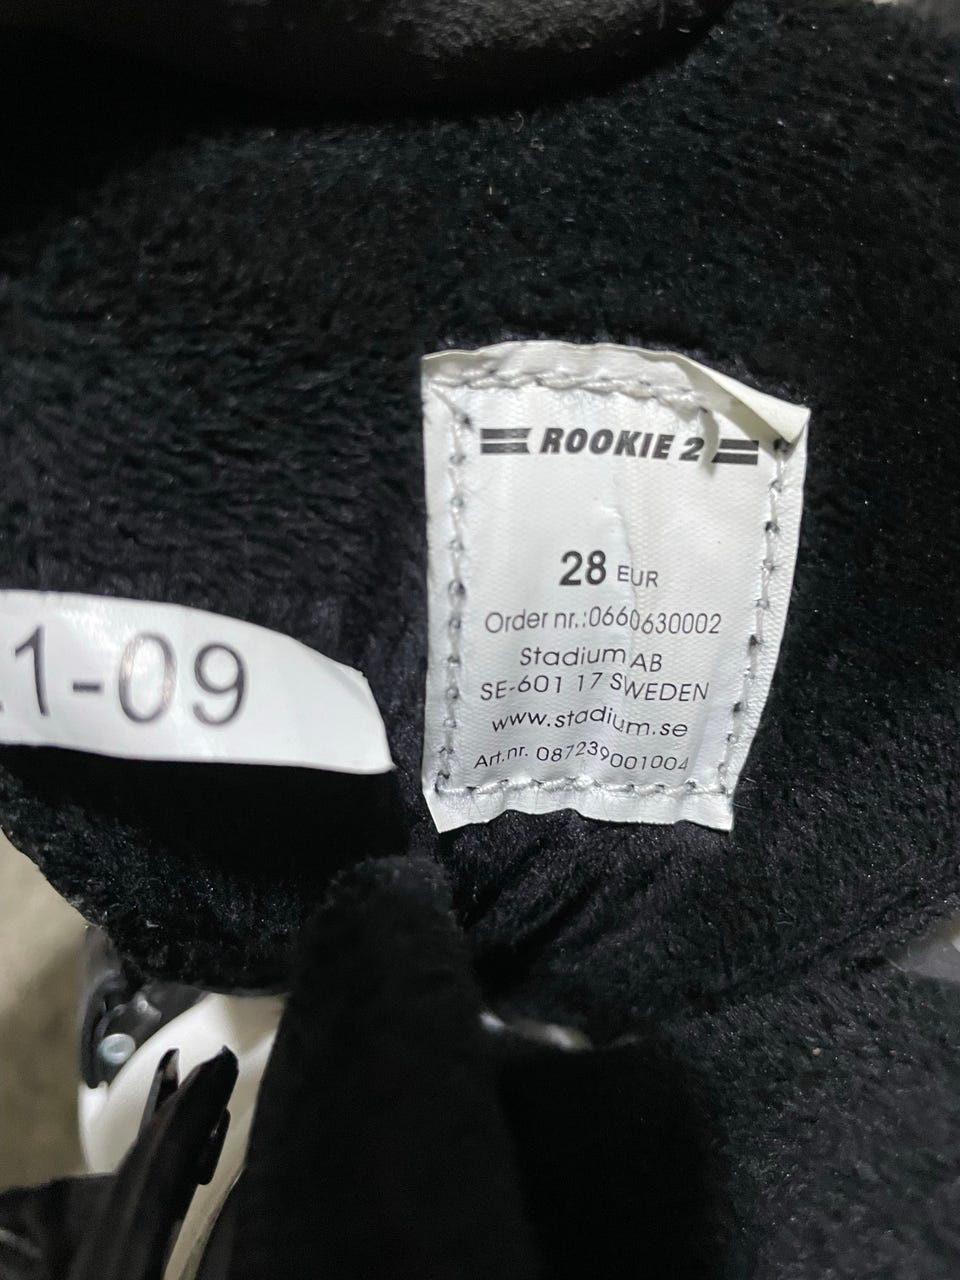 ROOKIE 2
28 EUR
Order nr.:0660630002
Stadium AB
SE-601 17 SWEDEN
www.stadium.se
Art.nr. 087239001004
1-09